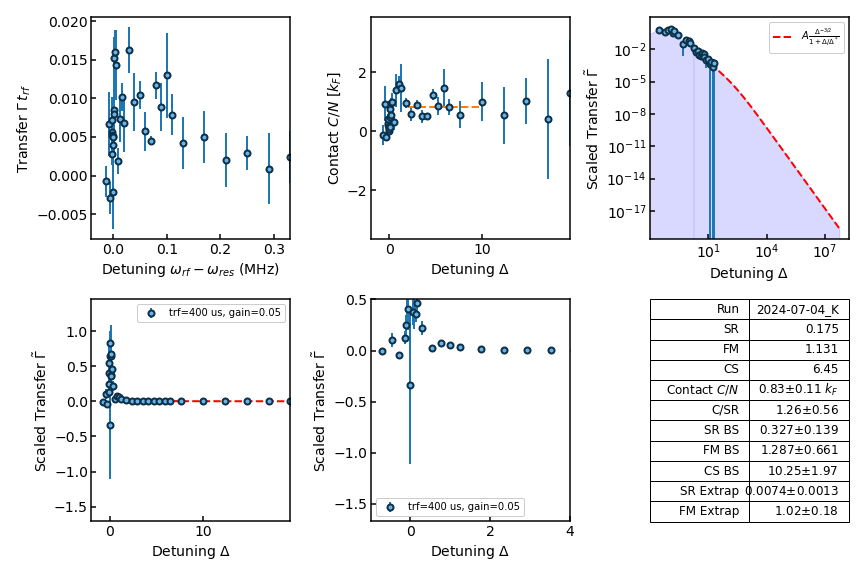 Transfer Γ t_rf
0.020
0.015
0.010
0.005
0.000
−0.005
0.0
0.1
0.2
0.3
Detuning ω_rf − ω_res (MHz)
Contact C/N [k_F]
2
0
−2
0
10
Detuning Δ
Scaled Transfer Γ̃
10⁻²
10⁻⁵
10⁻⁸
10⁻¹¹
10⁻¹⁴
10⁻¹⁷
10¹
10⁴
10⁷
Detuning Δ
Scaled Transfer Γ̃
1.0
0.5
0.0
−0.5
−1.0
−1.5
0
10
Detuning Δ
trf=400 us, gain=0.05
Scaled Transfer Γ̃
0.5
0.0
−0.5
−1.0
−1.5
0
2
4
Detuning Δ
trf=400 us, gain=0.05
Run 2024-07-04_K
SR 0.175
FM 1.131
CS 6.45
Contact C/N 0.83±0.11 k_F
C/SR 1.26±0.56
SR BS 0.327±0.139
FM BS 1.287±0.661
CS BS 10.25±1.97
SR Extrap 0.0074±0.0013
FM Extrap 1.02±0.18